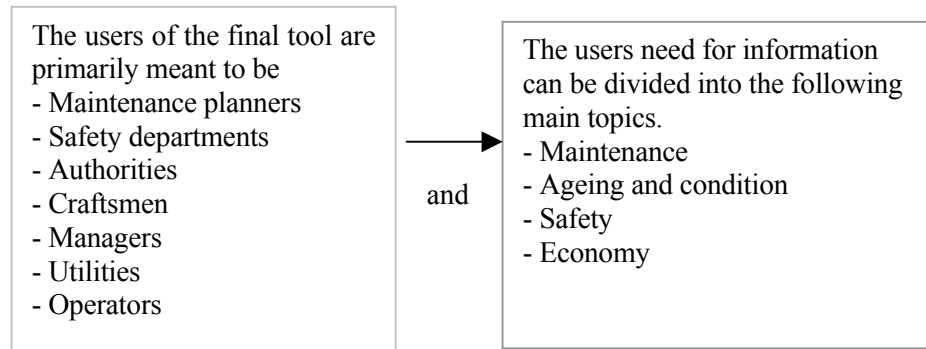 The users of the final tool are
primarily meant to be
- Maintenance planners
- Safety departments
- Authorities
- Craftsmen
- Managers
- Utilities
- Operators
and
The users need for information
can be divided into the following
main topics.
- Maintenance
- Ageing and condition
- Safety
- Economy